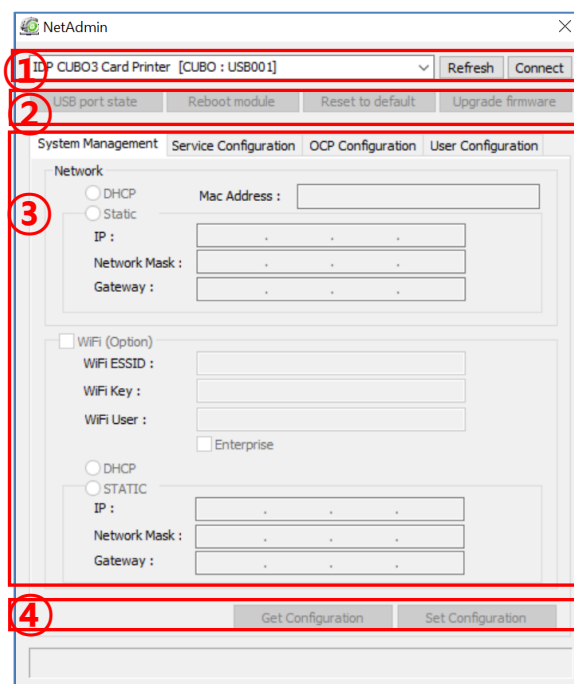 NetAdmin
① IDP CUBO3 Card Printer [CUBO : USB001] Refresh Connect
② USB port state Reboot module Reset to default Upgrade firmware
System Management Service Configuration OCP Configuration User Configuration
Network
DHCP Mac Address :
③ Static
IP : . . .
Network Mask : . . .
Gateway : . . .
WiFi (Option)
WiFi ESSID :
WiFi Key :
WiFi User :
Enterprise
DHCP
STATIC
IP : . . .
Network Mask : . . .
Gateway : . . .
④ Get Configuration Set Configuration